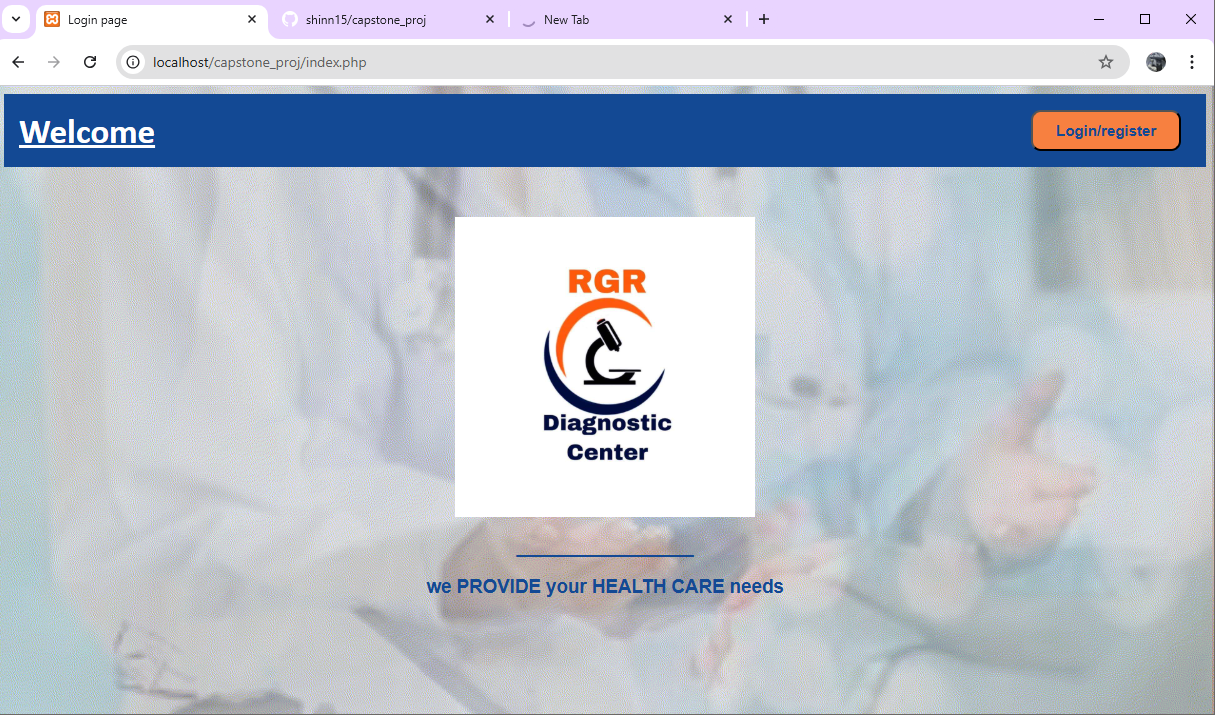 Login page
shinn15/capstone_proj
New Tab
localhost/capstone_proj/index.php
Welcome
Login/register
RGR
Diagnostic
Center
we PROVIDE your HEALTH CARE needs